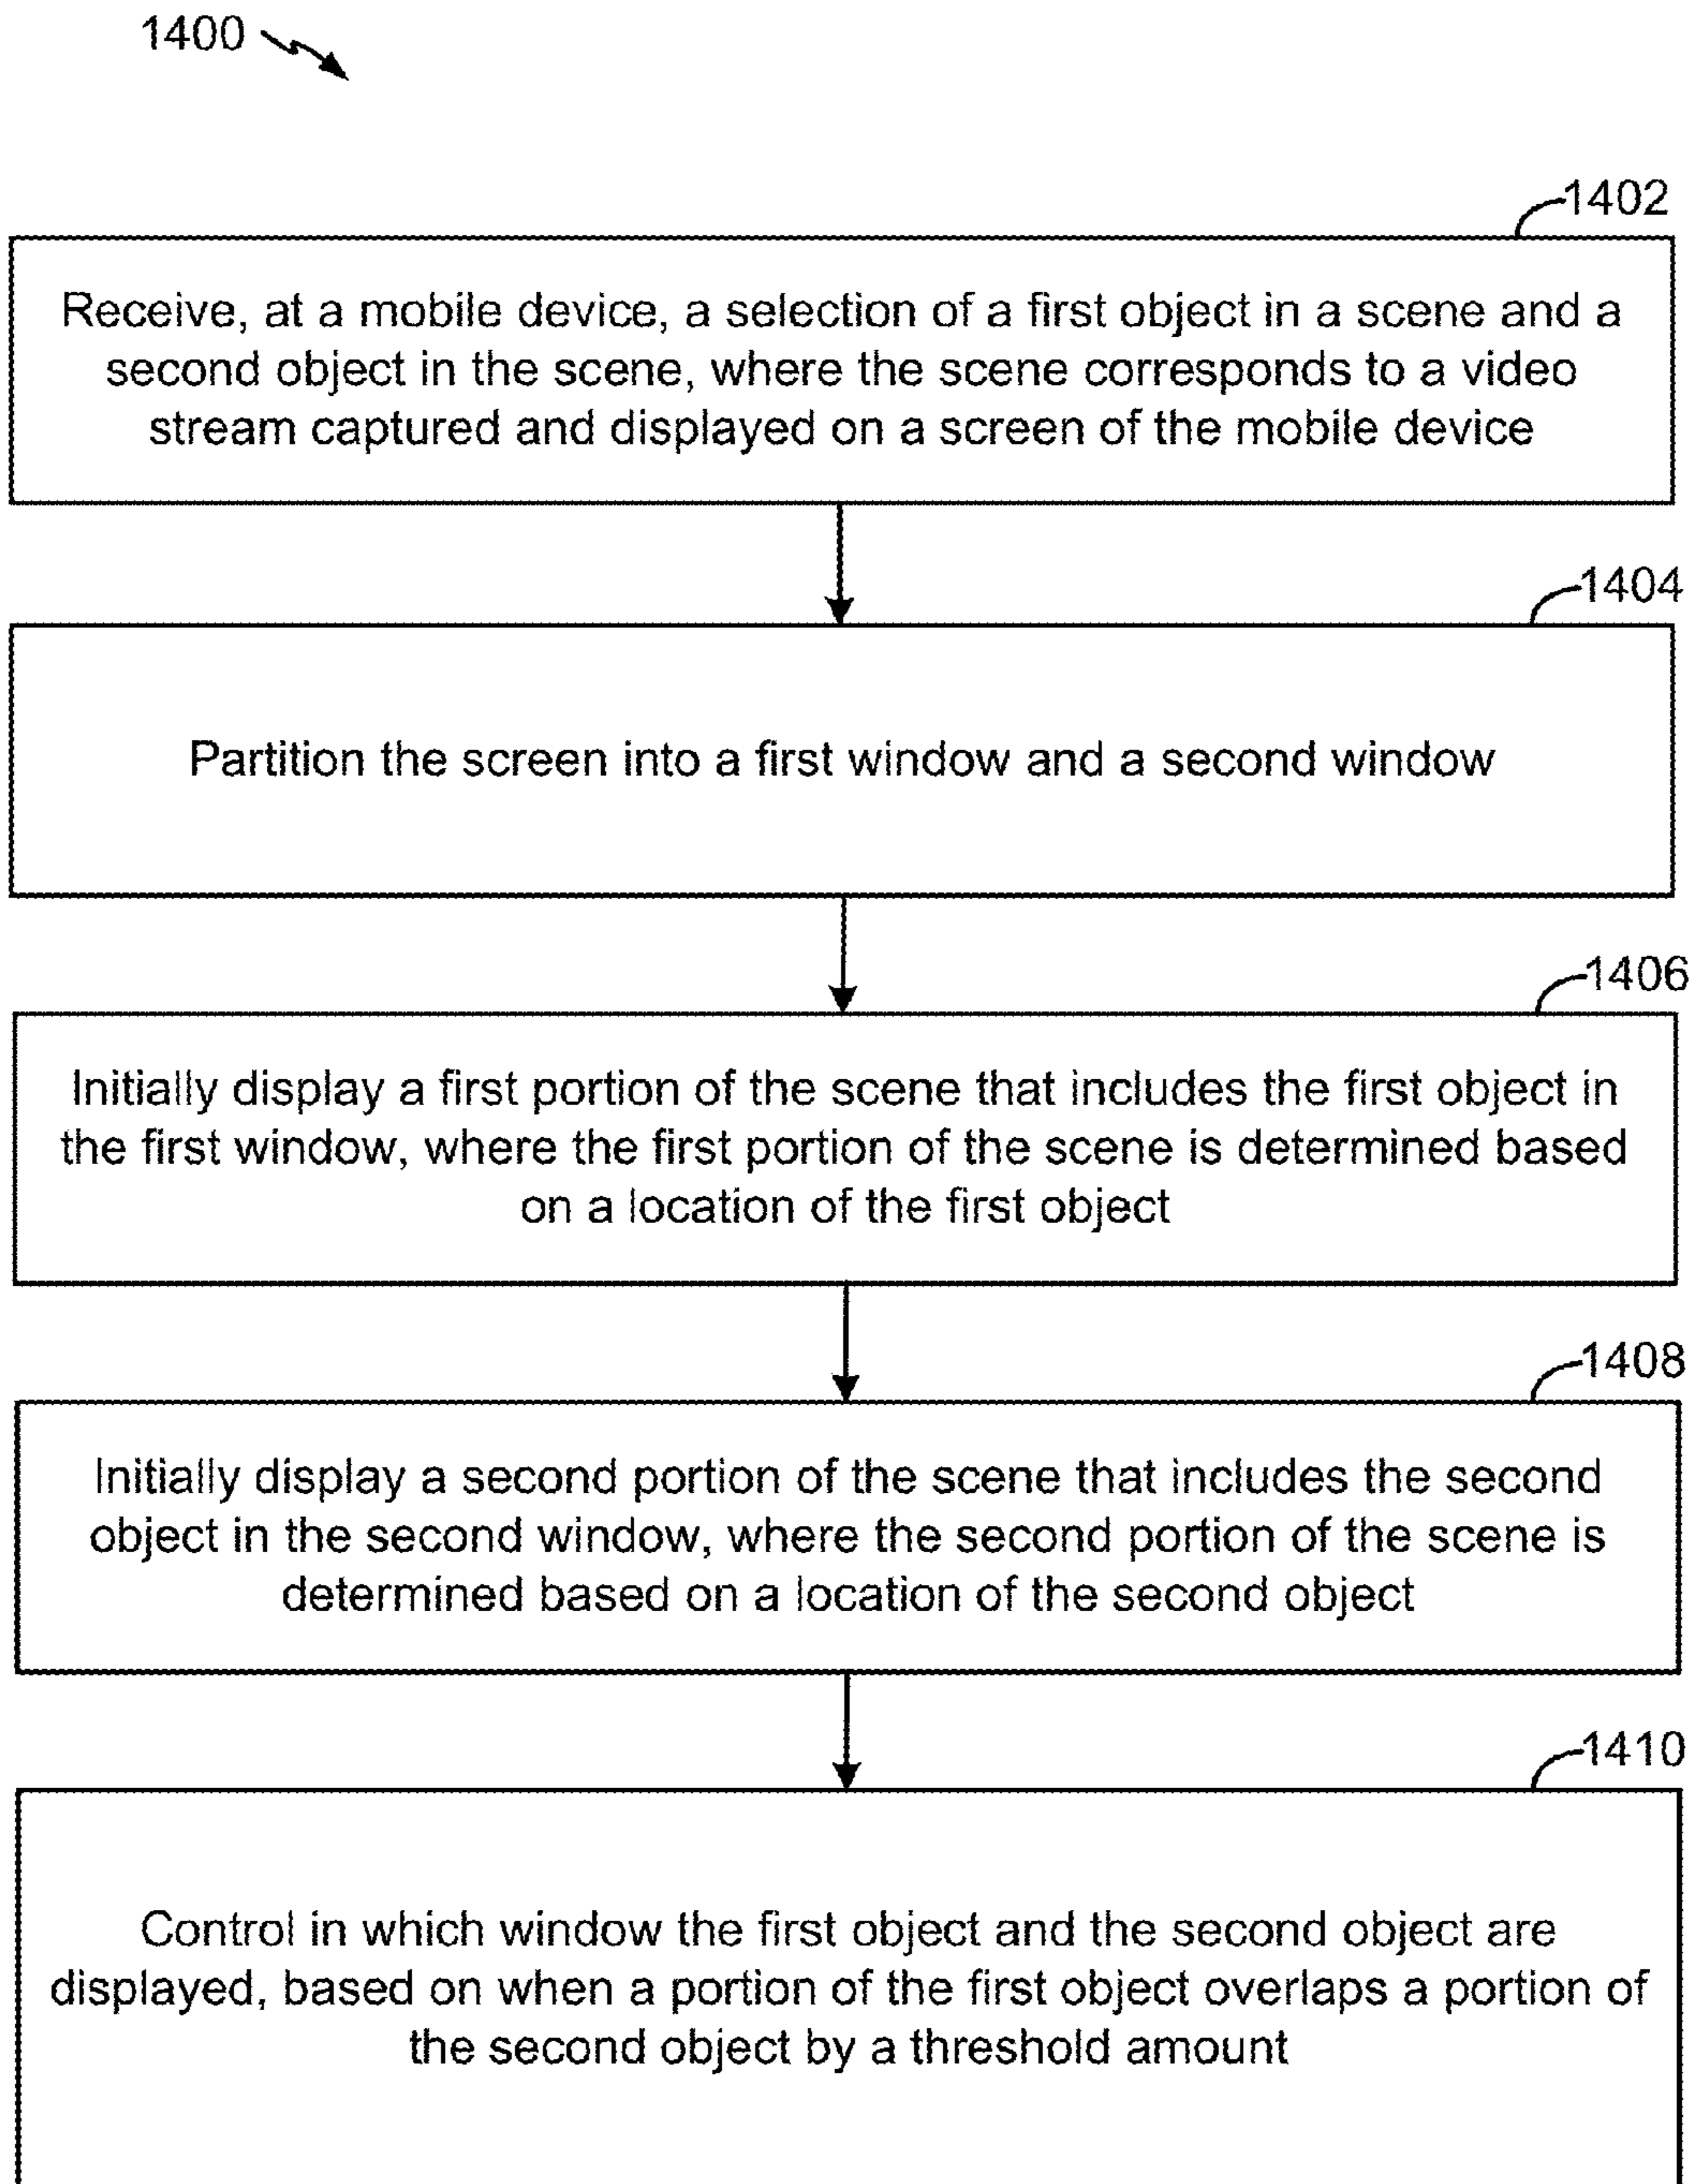 1400
1402
Receive, at a mobile device, a selection of a first object in a scene and a
second object in the scene, where the scene corresponds to a video
stream captured and displayed on a screen of the mobile device
1404
Partition the screen into a first window and a second window
1406
Initially display a first portion of the scene that includes the first object in
the first window, where the first portion of the scene is determined based
on a location of the first object
1408
Initially display a second portion of the scene that includes the second
object in the second window, where the second portion of the scene is
determined based on a location of the second object
1410
Control in which window the first object and the second object are
displayed, based on when a portion of the first object overlaps a portion of
the second object by a threshold amount